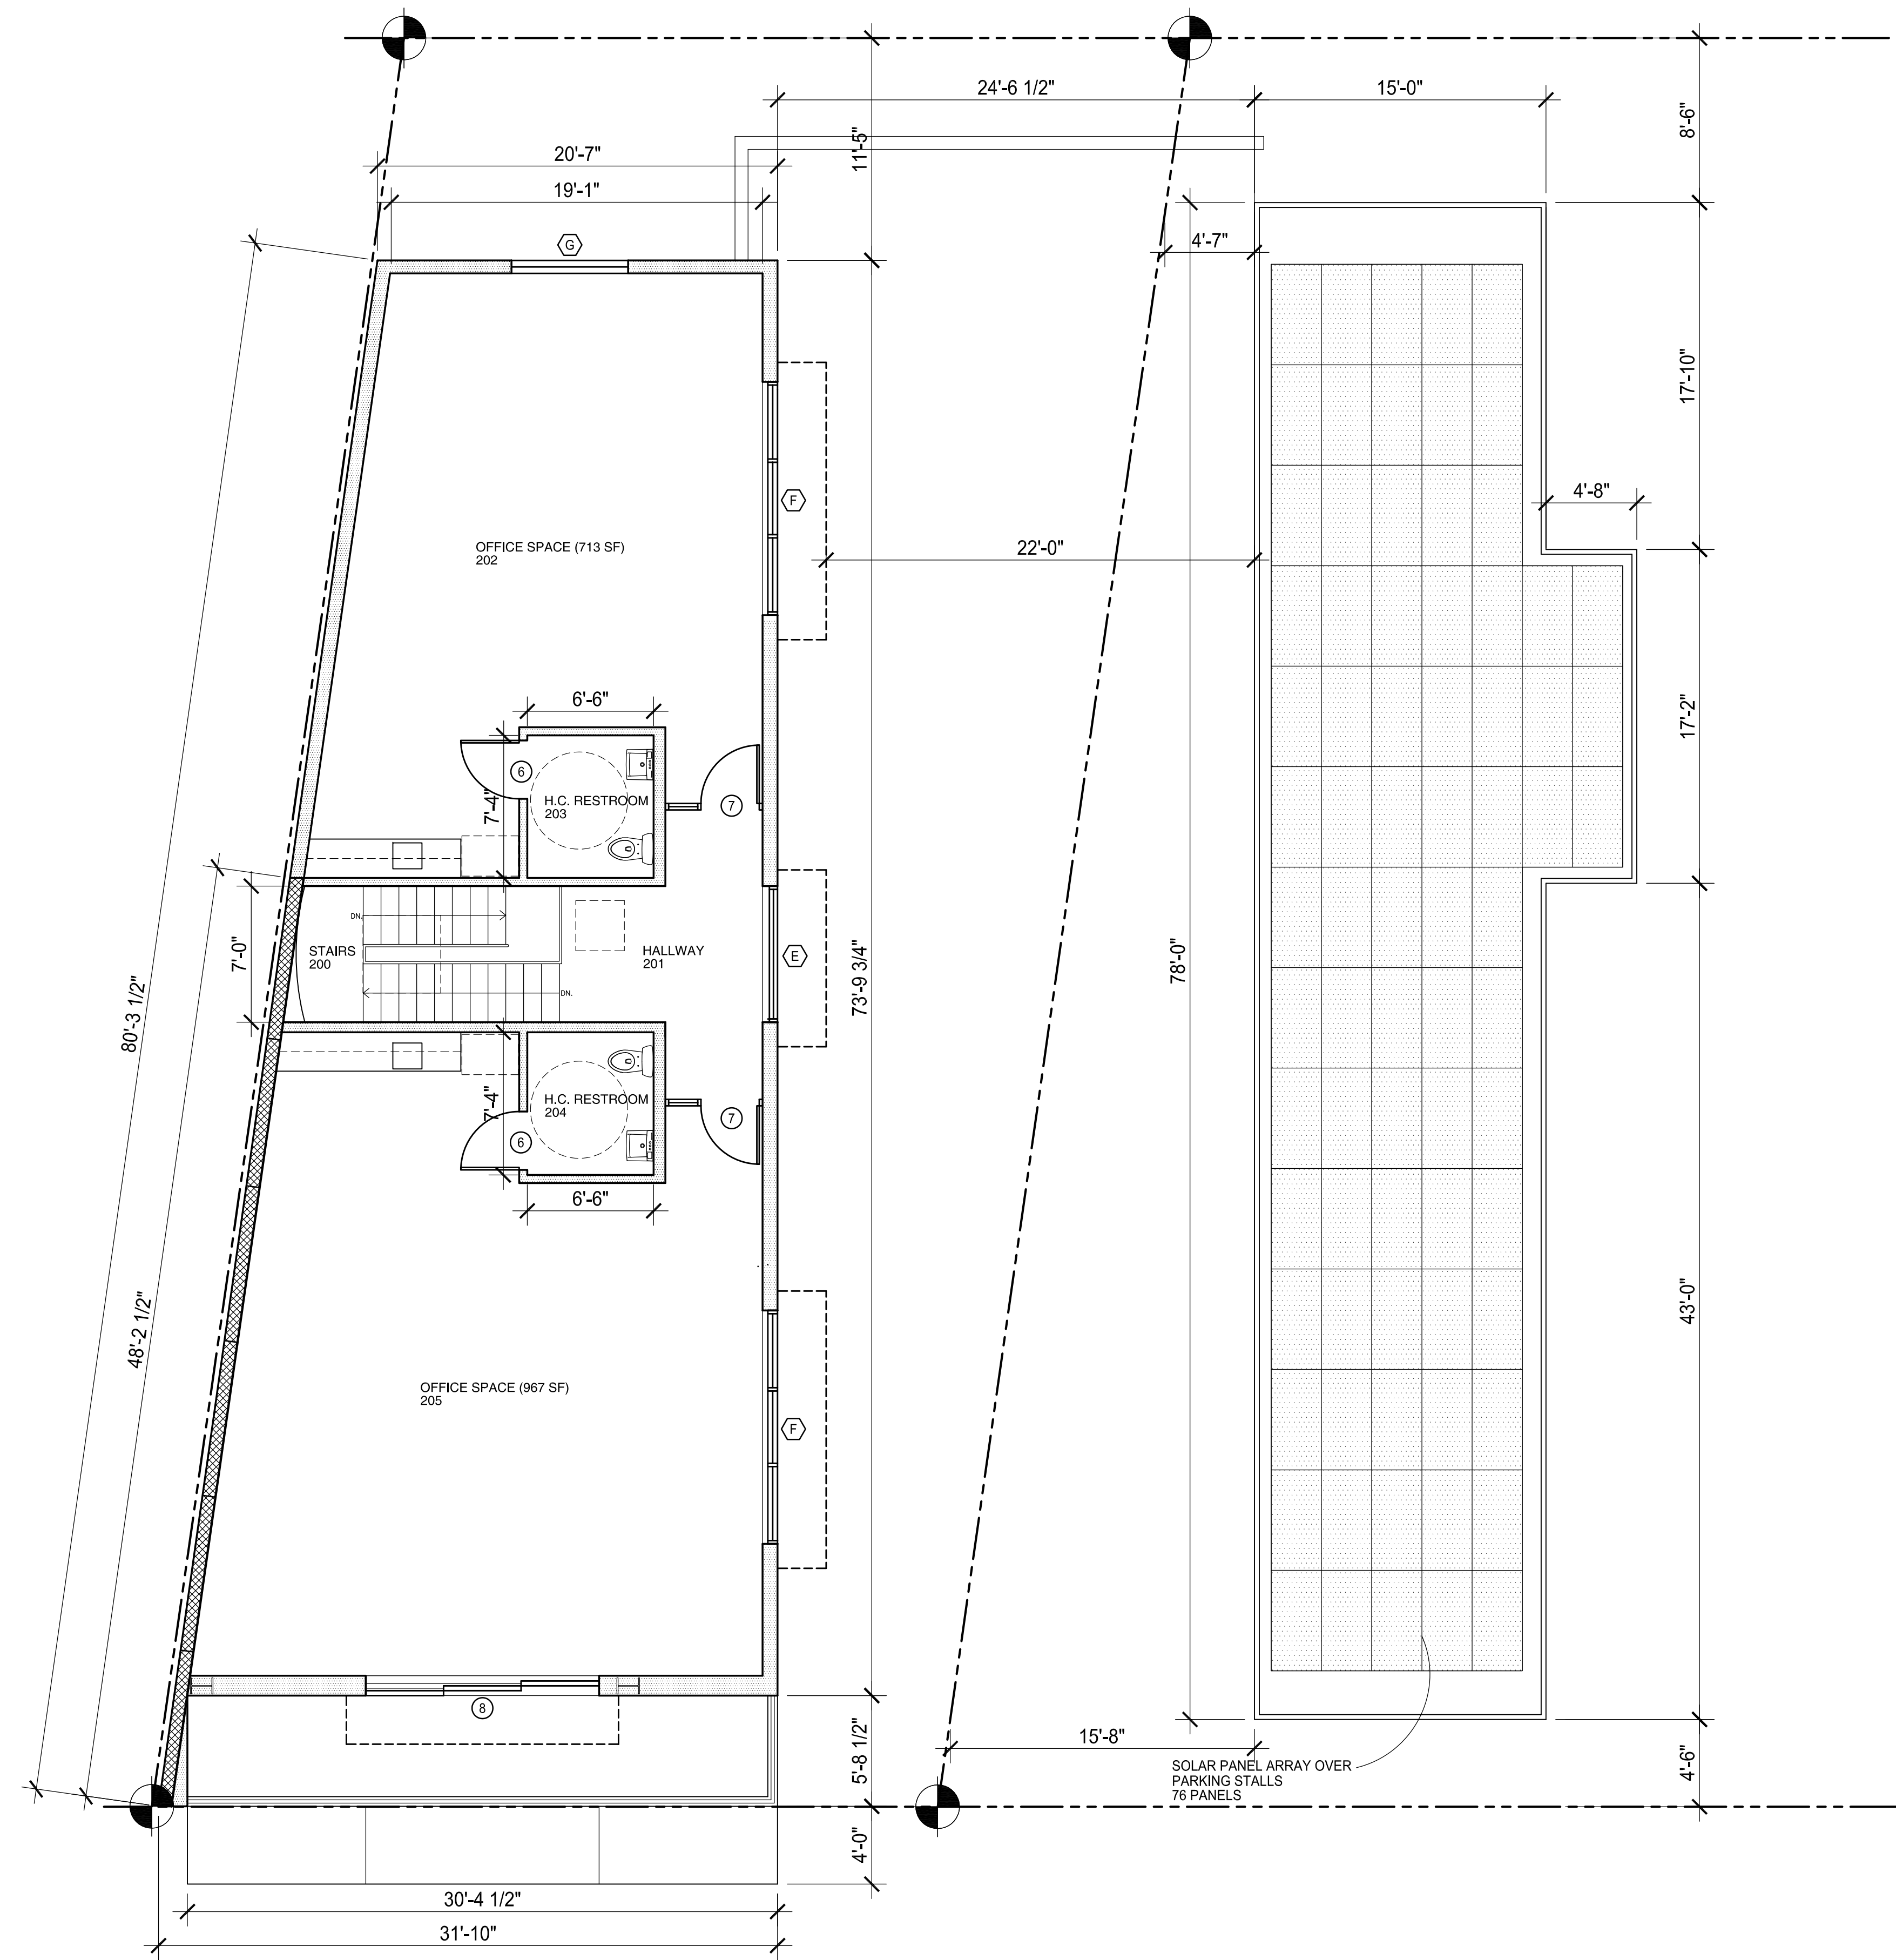 24'-6 1/2"
15'-0"
8'-6"
11'-5"
20'-7"
19'-1"
G
4'-7"
17'-10"
F
4'-8"
OFFICE SPACE (713 SF)
202
22'-0"
6'-6"
17'-2"
6
7'-4"
H.C. RESTROOM
203
7
DN.
7'-0"
STAIRS
200
HALLWAY
201
E
DN.
80'-3 1/2"
73'-9 3/4"
78'-0"
7'-4"
H.C. RESTROOM
204
7
6
6'-6"
48'-2 1/2"
43'-0"
OFFICE SPACE (967 SF)
205
F
8
5'-8 1/2"
15'-8"
4'-6"
SOLAR PANEL ARRAY OVER
PARKING STALLS
76 PANELS
4'-0"
30'-4 1/2"
31'-10"